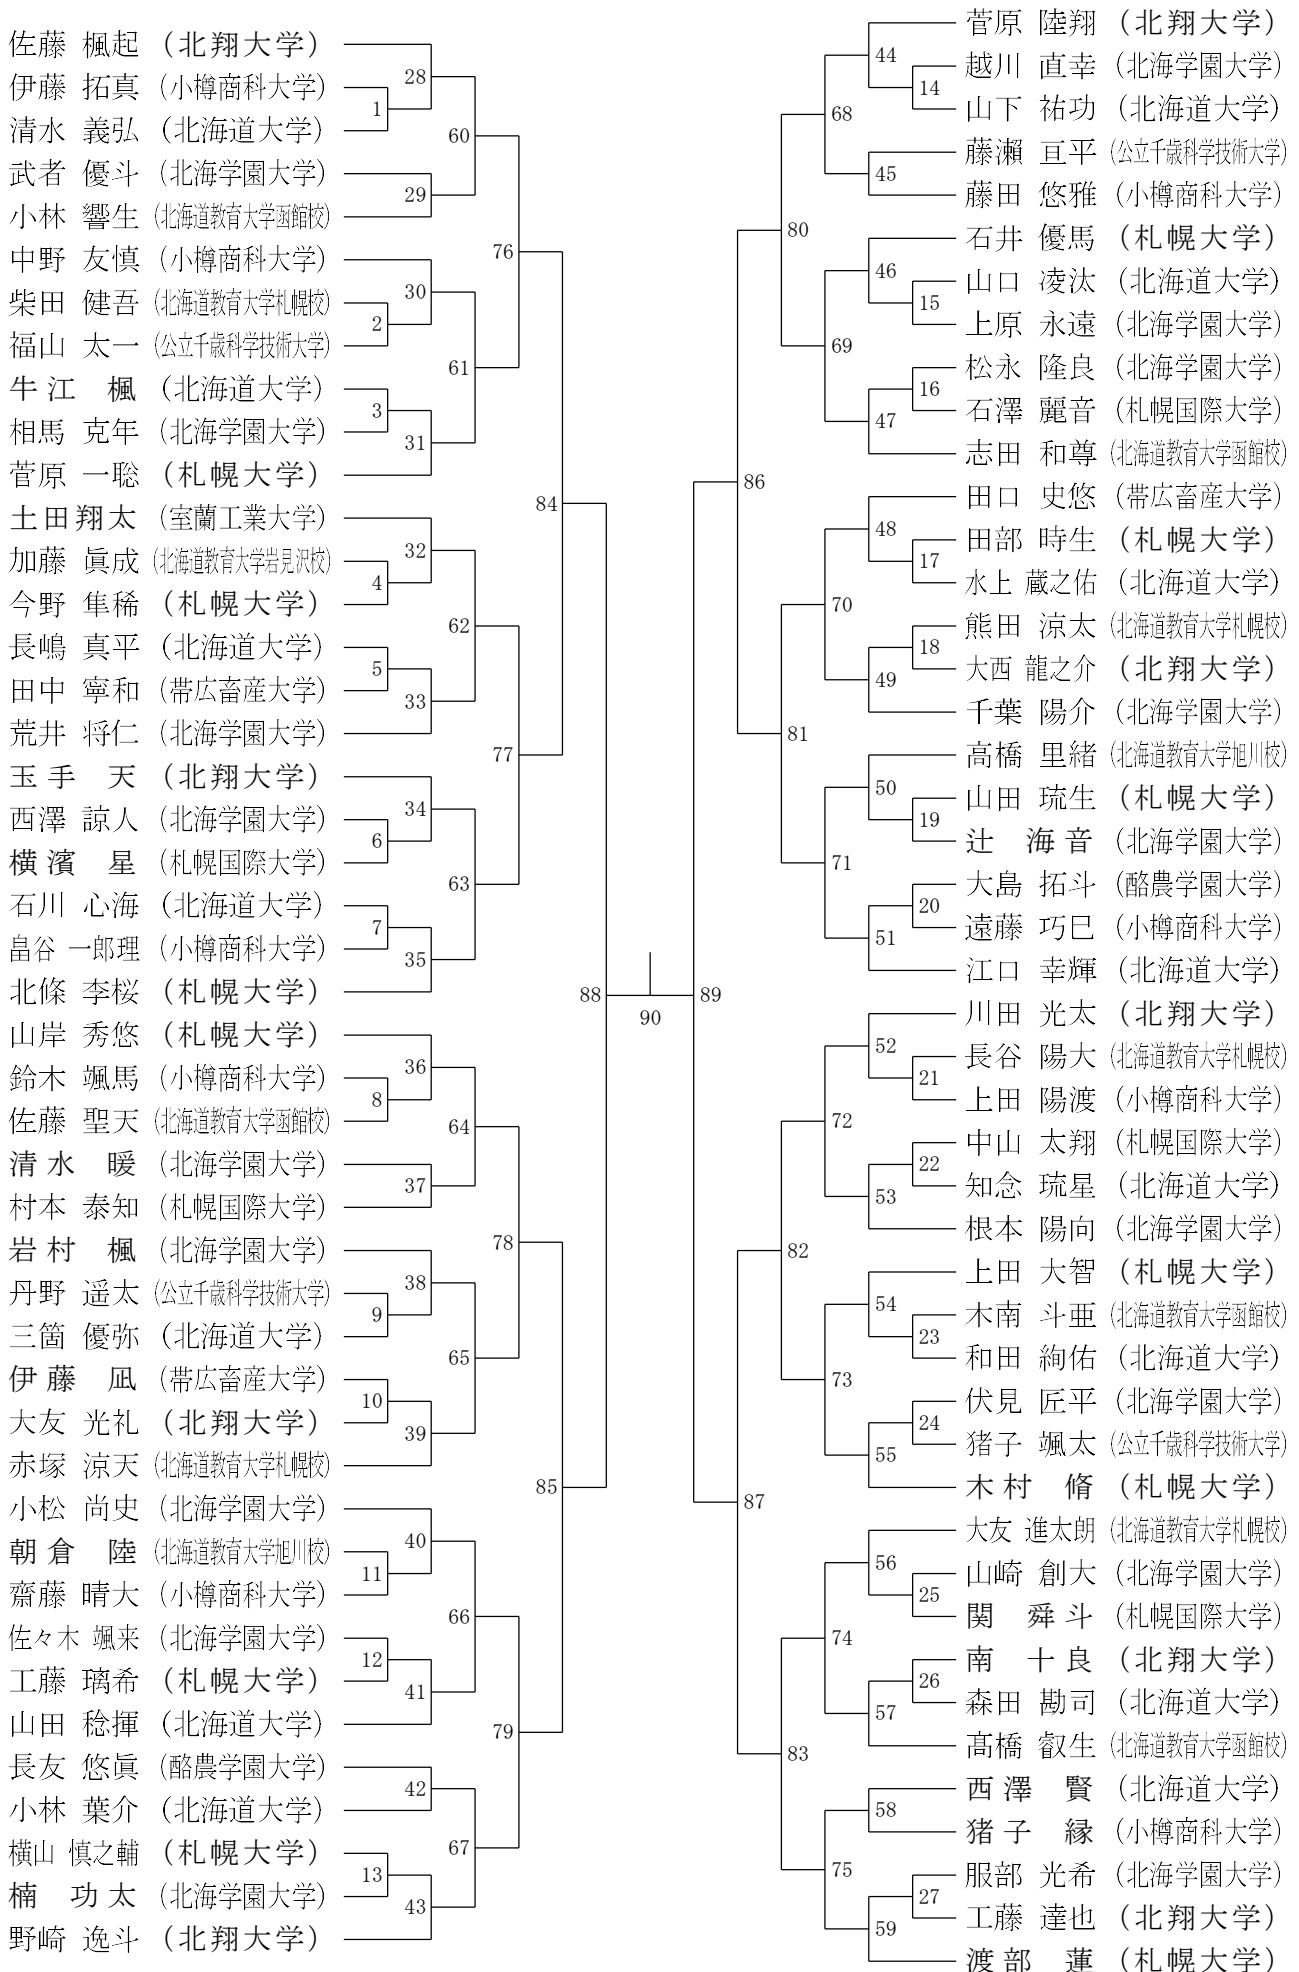 佐藤 楓起 (北翔大学)
伊藤 拓真 (小樽商科大学)
清水 義弘 (北海道大学)
武者 優斗 (北海学園大学)
小林 響生 (北海道教育大学函館校)
中野 友慎 (小樽商科大学)
柴田 健吾 (北海道教育大学札幌校)
福山 太一 (公立千歳科学技術大学)
牛江 楓 (北海道大学)
相馬 克年 (北海学園大学)
菅原 一聡 (札幌大学)
土田翔太 (室蘭工業大学)
加藤 眞成 (北海道教育大学岩見沢校)
今野 隼稀 (札幌大学)
長嶋 真平 (北海道大学)
田中 寧和 (帯広畜産大学)
荒井 将仁 (北海学園大学)
玉手 天 (北翔大学)
西澤 諒人 (北海学園大学)
横濱 星 (札幌国際大学)
石川 心海 (北海道大学)
畠谷 一郎理 (小樽商科大学)
北條 李桜 (札幌大学)
山岸 秀悠 (札幌大学)
鈴木 颯馬 (小樽商科大学)
佐藤 聖天 (北海道教育大学函館校)
清水 暖 (北海学園大学)
村本 泰知 (札幌国際大学)
岩村 楓 (北海学園大学)
丹野 遥太 (公立千歳科学技術大学)
三箇 優弥 (北海道大学)
伊藤 凪 (帯広畜産大学)
大友 光礼 (北翔大学)
赤塚 涼天 (北海道教育大学札幌校)
小松 尚史 (北海学園大学)
朝倉 陸 (北海道教育大学旭川校)
齋藤 晴大 (小樽商科大学)
佐々木 颯来 (北海学園大学)
工藤 璃希 (札幌大学)
山田 稔揮 (北海道大学)
長友 悠眞 (酪農学園大学)
小林 葉介 (北海道大学)
横山 慎之輔 (札幌大学)
楠 功太 (北海学園大学)
野崎 逸斗 (北翔大学)
1
2
3
4
5
6
7
8
9
10
11
12
13
28
29
30
31
32
33
34
35
36
37
38
39
40
41
42
43
60
61
62
63
64
65
66
67
76
77
78
79
84
85
88
90
89
86
87
80
81
82
83
68
69
70
71
72
73
74
75
44
45
46
47
48
49
50
51
52
53
54
55
56
57
58
59
14
15
16
17
18
19
20
21
22
23
24
25
26
27
菅原 陸翔 (北翔大学)
越川 直幸 (北海学園大学)
山下 祐功 (北海道大学)
藤瀬 亘平 (公立千歳科学技術大学)
藤田 悠雅 (小樽商科大学)
石井 優馬 (札幌大学)
山口 凌汰 (北海道大学)
上原 永遠 (北海学園大学)
松永 隆良 (北海学園大学)
石澤 麗音 (札幌国際大学)
志田 和尊 (北海道教育大学函館校)
田口 史悠 (帯広畜産大学)
田部 時生 (札幌大学)
水上 蔵之佑 (北海道大学)
熊田 涼太 (北海道教育大学札幌校)
大西 龍之介 (北翔大学)
千葉 陽介 (北海学園大学)
高橋 里緒 (北海道教育大学旭川校)
山田 琉生 (札幌大学)
辻 海音 (北海学園大学)
大島 拓斗 (酪農学園大学)
遠藤 巧巳 (小樽商科大学)
江口 幸輝 (北海道大学)
川田 光太 (北翔大学)
長谷 陽大 (北海道教育大学札幌校)
上田 陽渡 (小樽商科大学)
中山 太翔 (札幌国際大学)
知念 琉星 (北海道大学)
根本 陽向 (北海学園大学)
上田 大智 (札幌大学)
木南 斗亜 (北海道教育大学函館校)
和田 絢佑 (北海道大学)
伏見 匠平 (北海学園大学)
猪子 颯太 (公立千歳科学技術大学)
木村 脩 (札幌大学)
大友 進太朗 (北海道教育大学札幌校)
山崎 創大 (北海学園大学)
関 舜斗 (札幌国際大学)
南 十良 (北翔大学)
森田 勘司 (北海道大学)
髙橋 叡生 (北海道教育大学函館校)
西澤 賢 (北海道大学)
猪子 縁 (小樽商科大学)
服部 光希 (北海学園大学)
工藤 達也 (北翔大学)
渡部 蓮 (札幌大学)